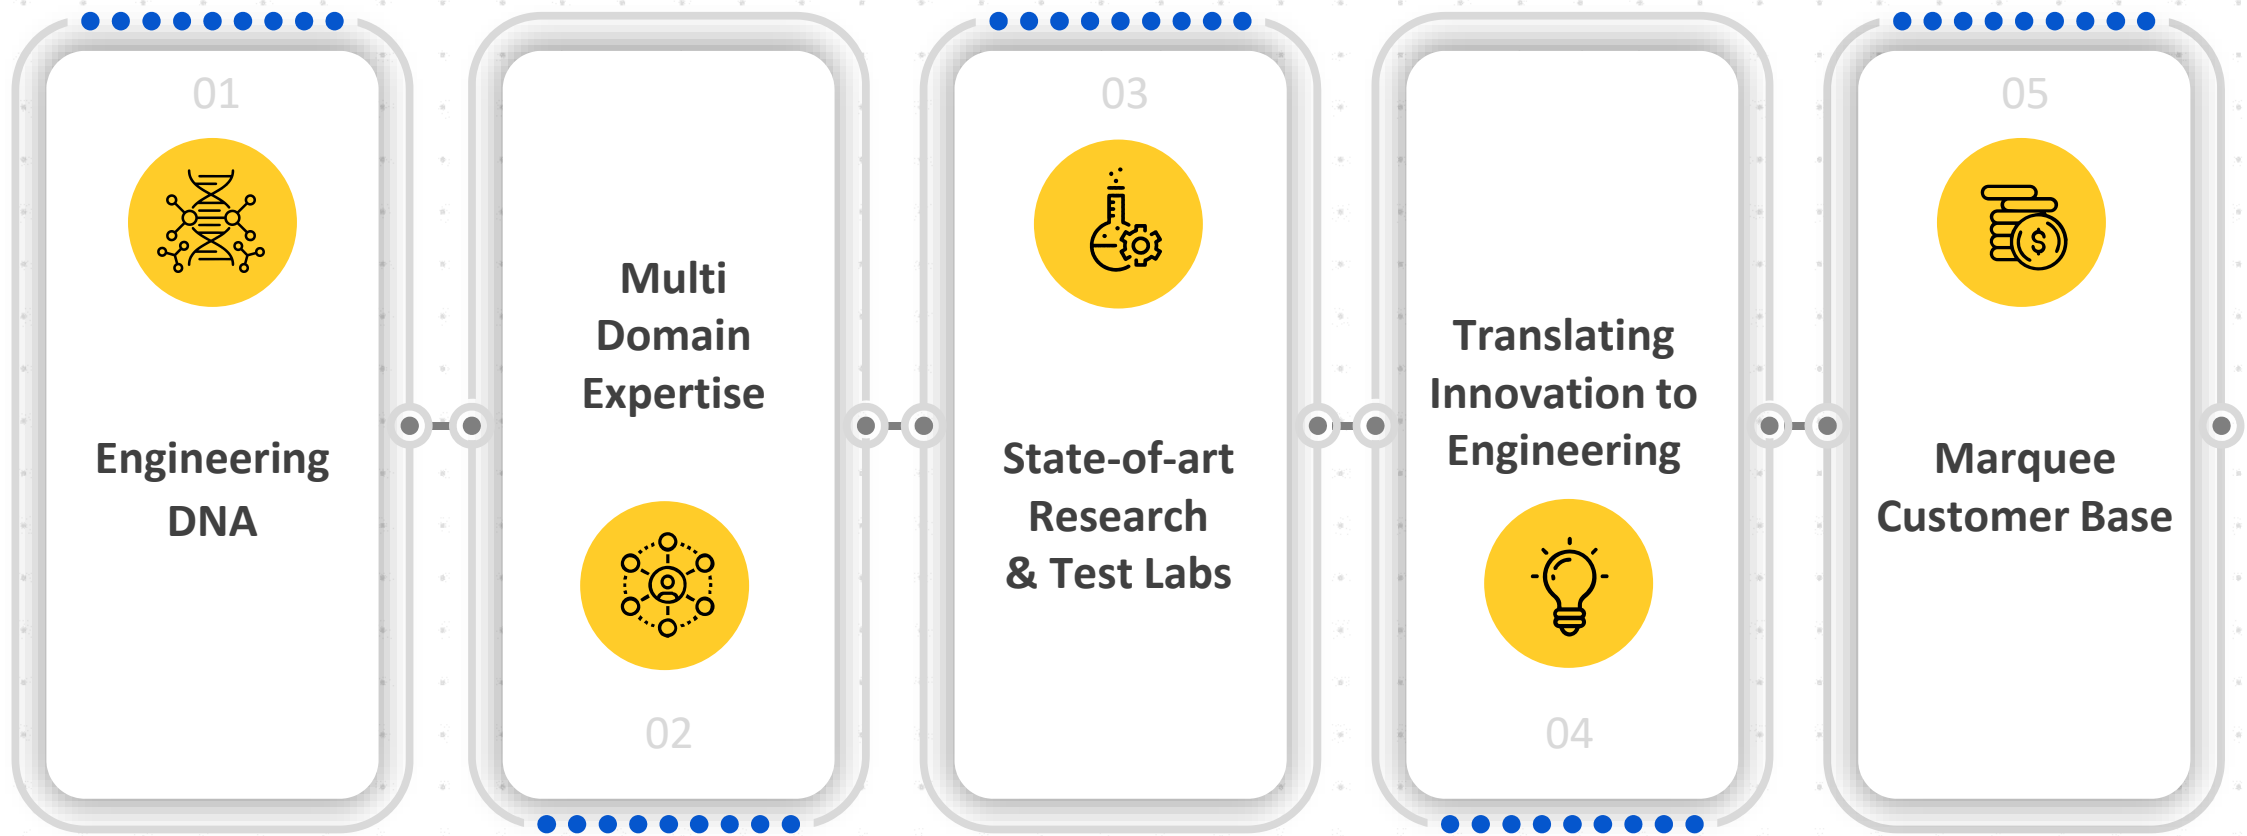 01
Engineering
DNA
Multi
Domain
Expertise
02
03
State-of-art
Research
& Test Labs
Translating
Innovation to
Engineering
04
05
$
Marquee
Customer Base